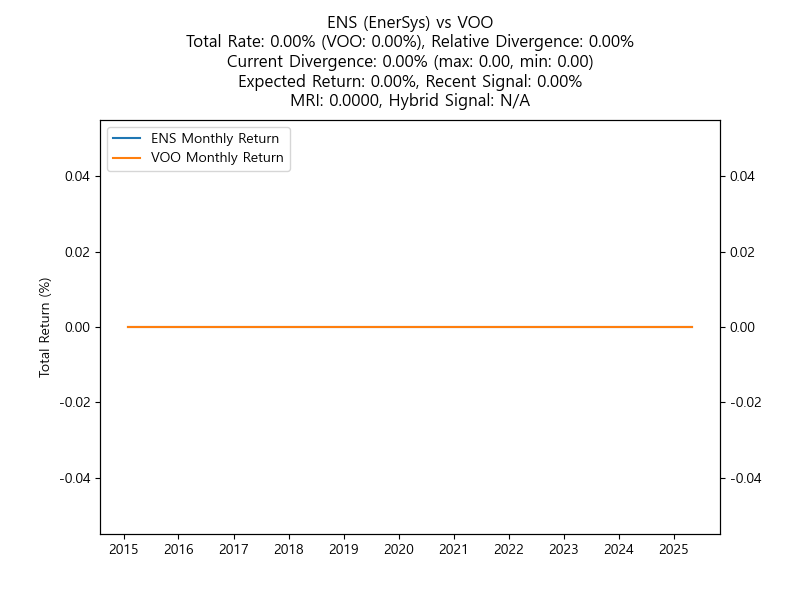 ENS (EnerSys) vs VOO
Total Rate: 0.00% (VOO: 0.00%), Relative Divergence: 0.00%
Current Divergence: 0.00% (max: 0.00, min: 0.00)
Expected Return: 0.00%, Recent Signal: 0.00%
MRI: 0.0000, Hybrid Signal: N/A
ENS Monthly Return
VOO Monthly Return
Total Return (%)
0.04
0.02
0.00
-0.02
-0.04
0.04
0.02
0.00
-0.02
-0.04
2015 2016 2017 2018 2019 2020 2021 2022 2023 2024 2025